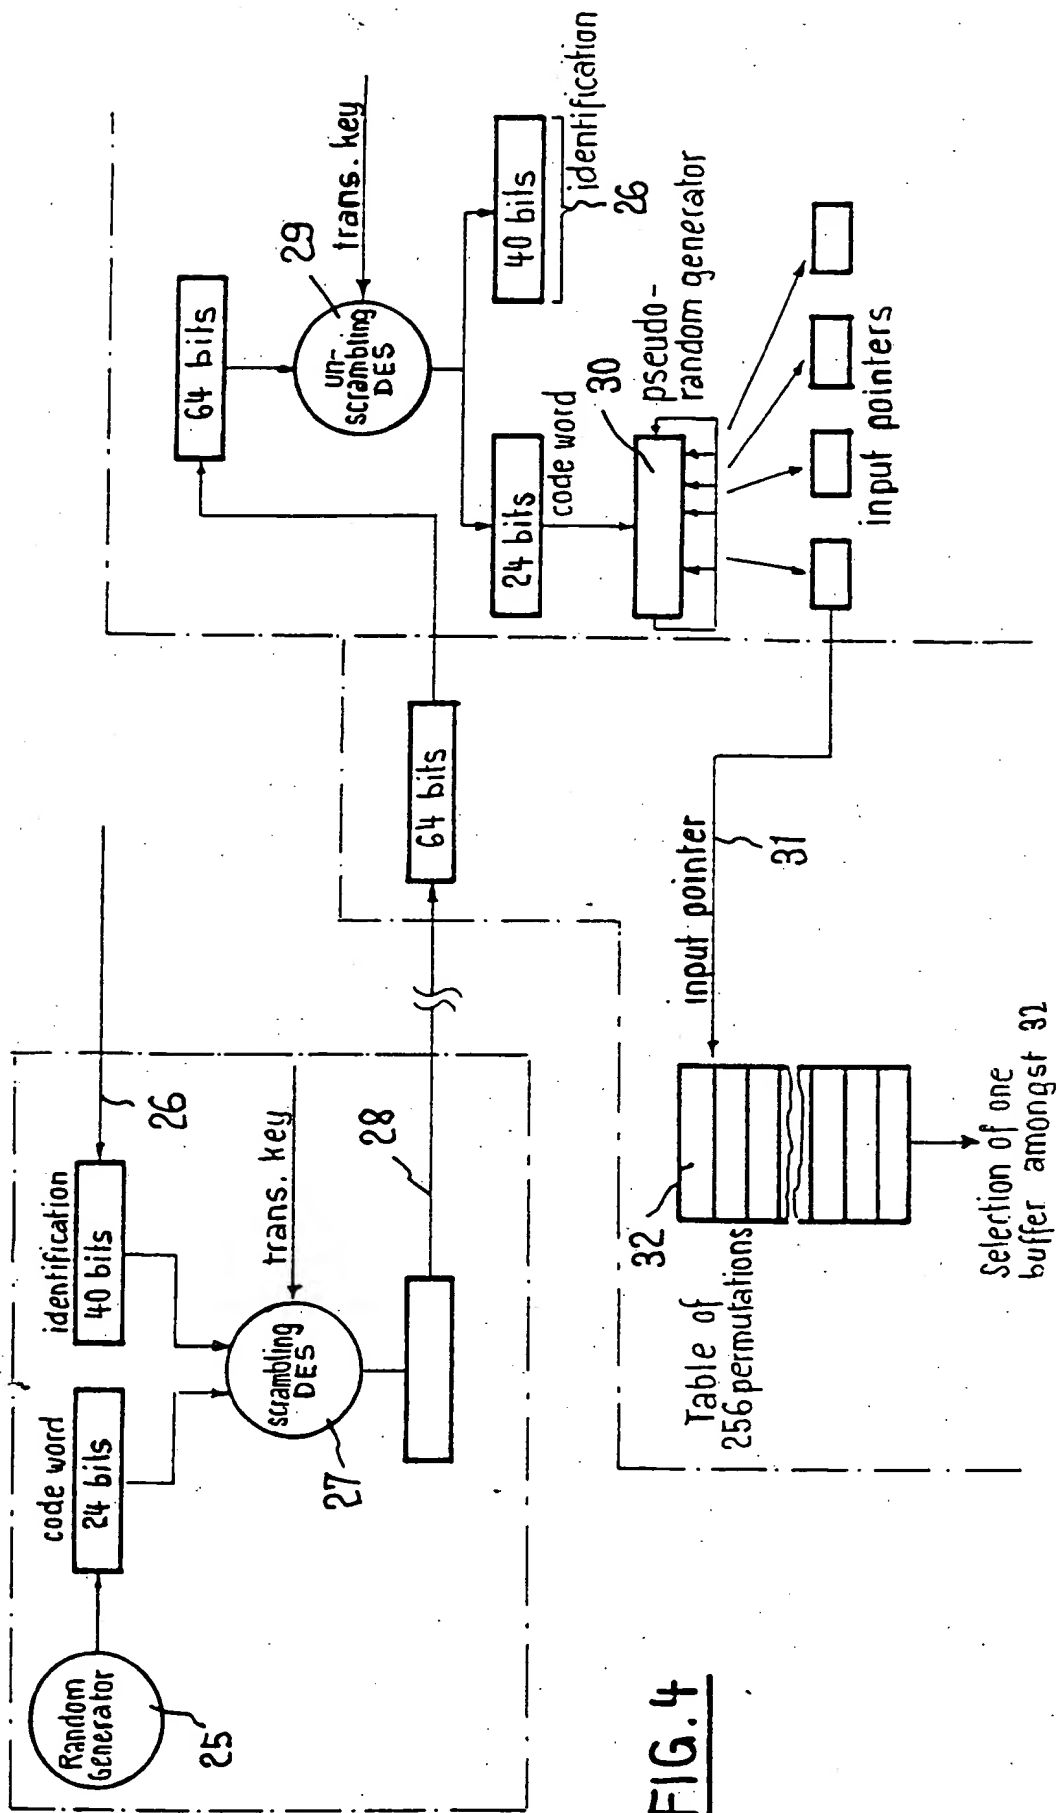 Random
Generator
25
code word
24 bits
identification
40 bits
26
scrambling
DES
27
trans. key
28
64 bits
64 bits
un-
scrambling
DES
29
trans. key
24 bits
code word
40 bits
identification
26
30
pseudo-
random generator
input pointers
input pointer
31
32
Table of
256 permutations
Selection of one
buffer amongst 32
FIG. 4